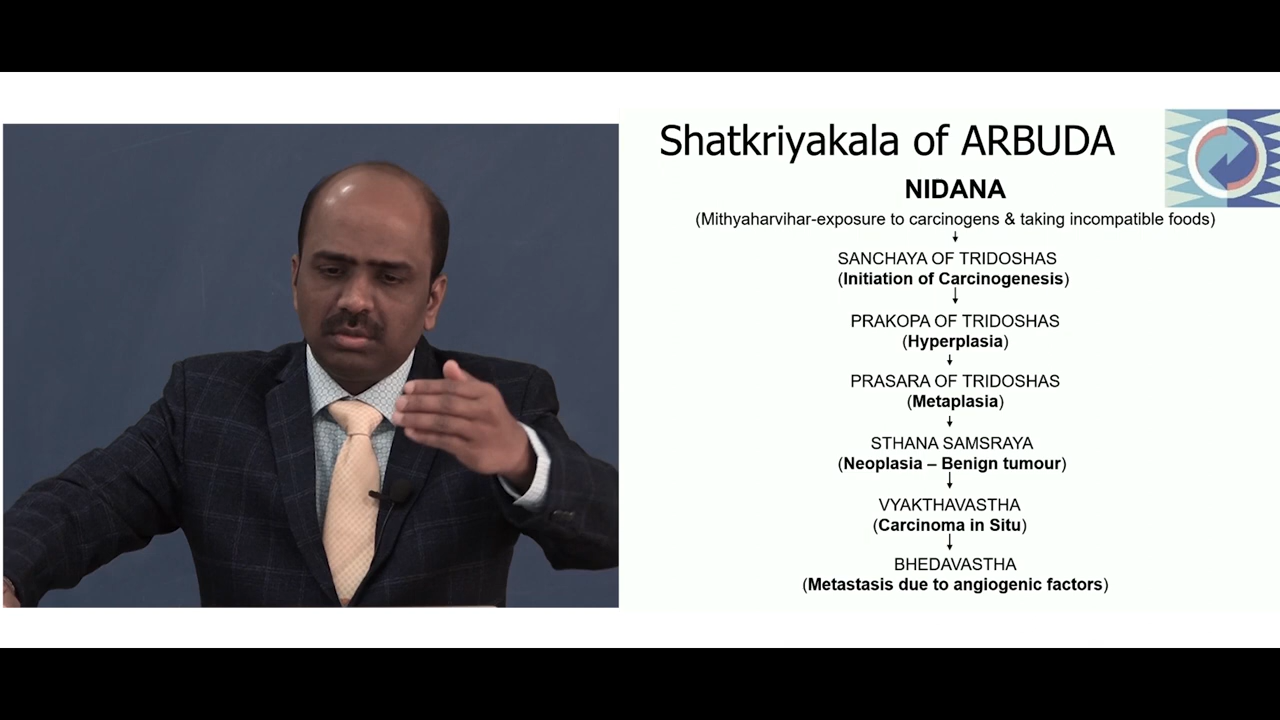 Shatkriyakala of ARBUDA
NIDANA
(Mithyaharvihar-exposure to carcinogens & taking incompatible foods)
SANCHAYA OF TRIDOSHAS
(Initiation of Carcinogenesis)
PRAKOPA OF TRIDOSHAS
(Hyperplasia)
PRASARA OF TRIDOSHAS
(Metaplasia)
STHANA SAMSRAYA
(Neoplasia – Benign tumour)
VYAKTHAVASTHA
(Carcinoma in Situ)
BHEDAVASTHA
(Metastasis due to angiogenic factors)